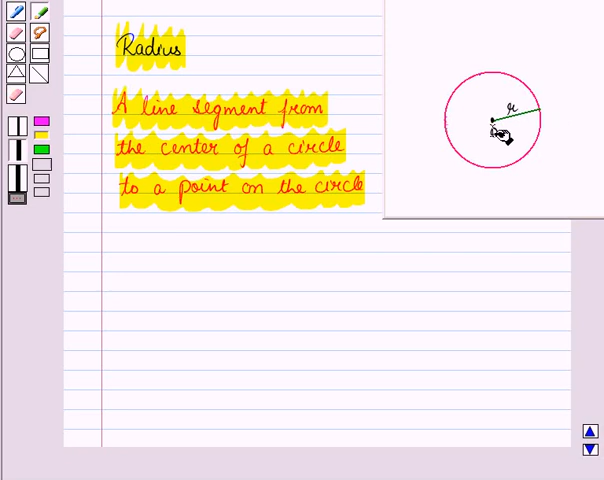 Radius
A line segment from
the center of a circle
to a point on the circle
r